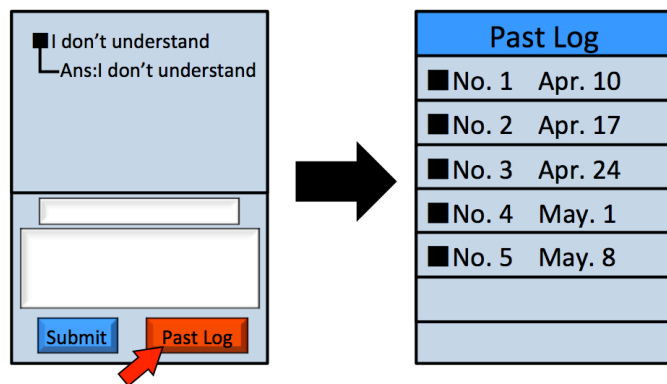 I don't understand
Ans:I don't understand
Submit
Past Log
Past Log
No. 1 Apr. 10
No. 2 Apr. 17
No. 3 Apr. 24
No. 4 May. 1
No. 5 May. 8